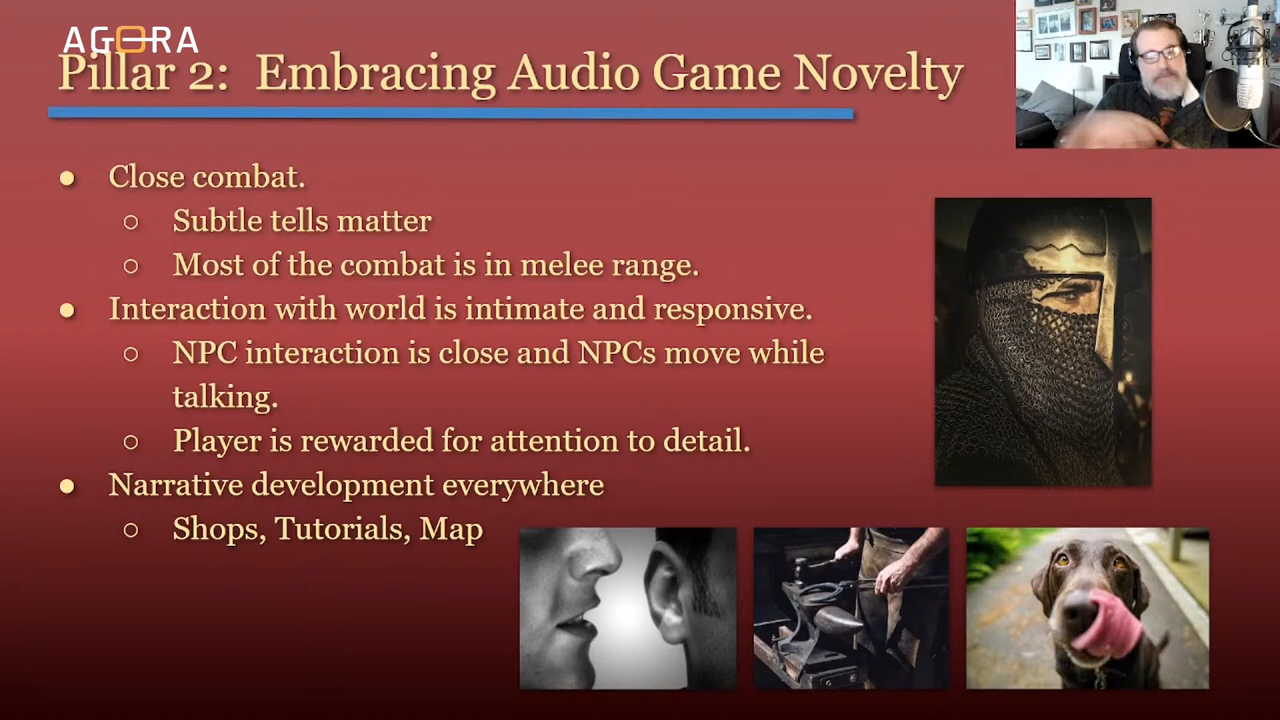 AGORA
Pillar 2: Embracing Audio Game Novelty
● Close combat.
○ Subtle tells matter
○ Most of the combat is in melee range.
● Interaction with world is intimate and responsive.
○ NPC interaction is close and NPCs move while
talking.
○ Player is rewarded for attention to detail.
● Narrative development everywhere
○ Shops, Tutorials, Map